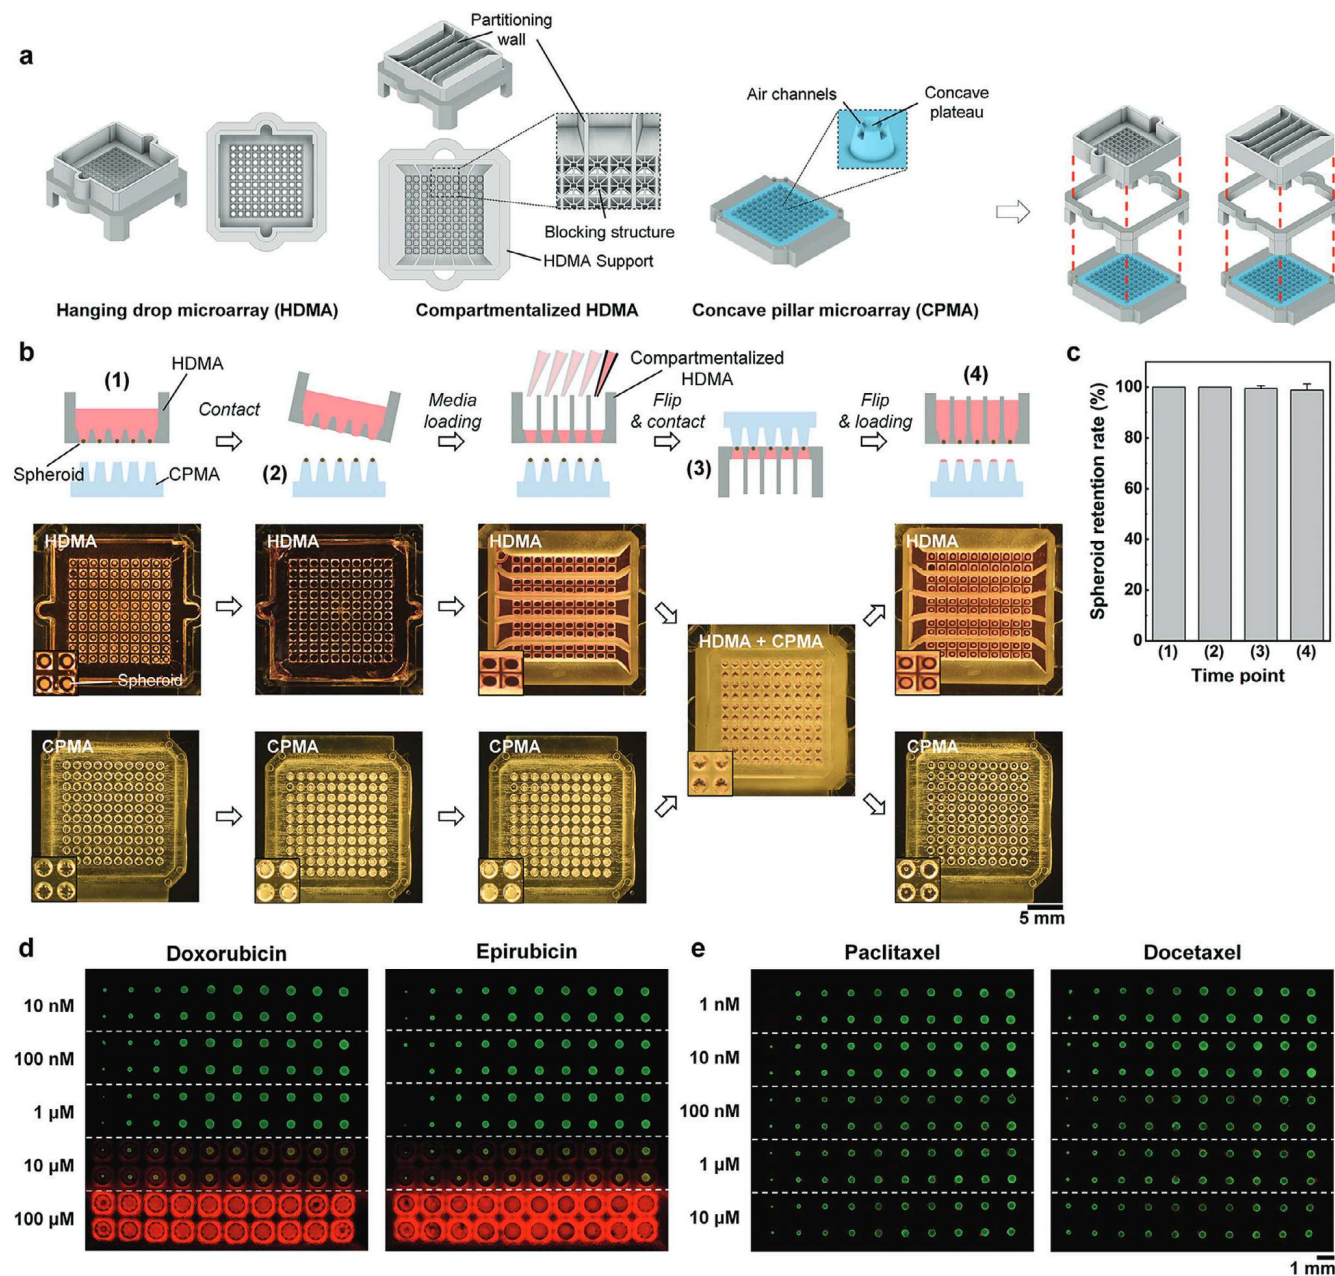 a
Partitioning
wall
Air channels
Concave
plateau
Blocking structure
HDMA Support
Hanging drop microarray (HDMA)
Compartmentalized HDMA
Concave pillar microarray (CPMA)
b
HDMA
(1)
Contact
Spheroid
CPMA
(2)
Media
loading
Compartmentalized
HDMA
Flip
& contact
(3)
Flip
& loading
(4)
HDMA
Spheroid
HDMA
HDMA
HDMA + CPMA
HDMA
CPMA
CPMA
CPMA
CPMA
5 mm
c
Spheroid retention rate (%)
100
80
60
40
20
0
(1)
(2)
(3)
(4)
Time point
d
Doxorubicin
Epirubicin
10 nM
100 nM
1 µM
10 µM
100 µM
e
Paclitaxel
Docetaxel
1 nM
10 nM
100 nM
1 µM
10 µM
1 mm